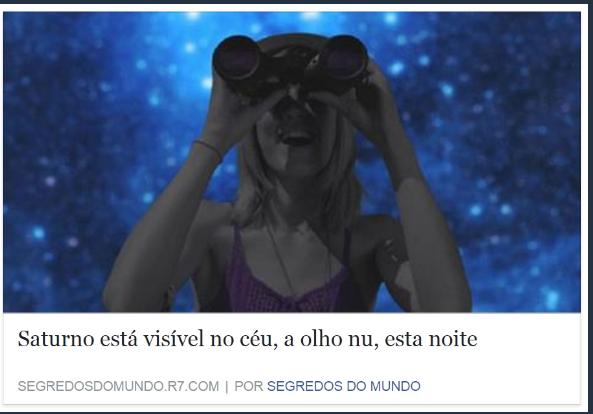 Saturno está visível no céu, a olho nu, esta noite
SEGREDOSDOMUNDO.R7.COM | POR SEGREDOS DO MUNDO